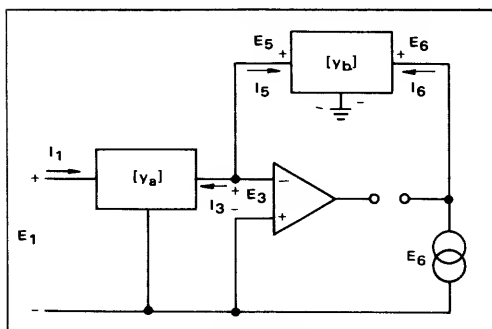 E5 + [yb] + E6
I5 - - I6
I1
+ [ya] + E3 -
I3 - +
E1
E6
-